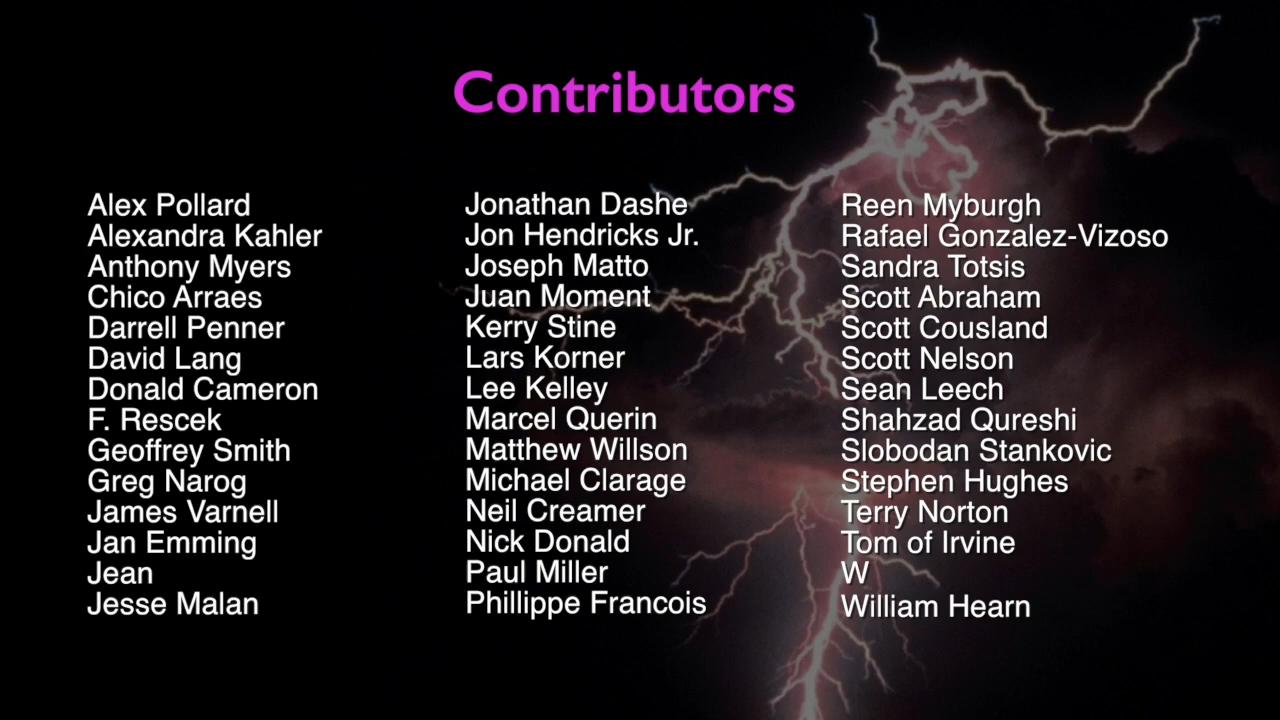 Contributors
Alex Pollard
Alexandra Kahler
Anthony Myers
Chico Arraes
Darrell Penner
David Lang
Donald Cameron
F. Rescek
Geoffrey Smith
Greg Narog
James Varnell
Jan Emming
Jean
Jesse Malan
Jonathan Dashe
Jon Hendricks Jr.
Joseph Matto
Juan Moment
Kerry Stine
Lars Korner
Lee Kelley
Marcel Querin
Matthew Willson
Michael Clarage
Neil Creamer
Nick Donald
Paul Miller
Phillippe Francois
Reen Myburgh
Rafael Gonzalez-Vizoso
Sandra Totsis
Scott Abraham
Scott Cousland
Scott Nelson
Sean Leech
Shahzad Qureshi
Slobodan Stankovic
Stephen Hughes
Terry Norton
Tom of Irvine
W
William Hearn